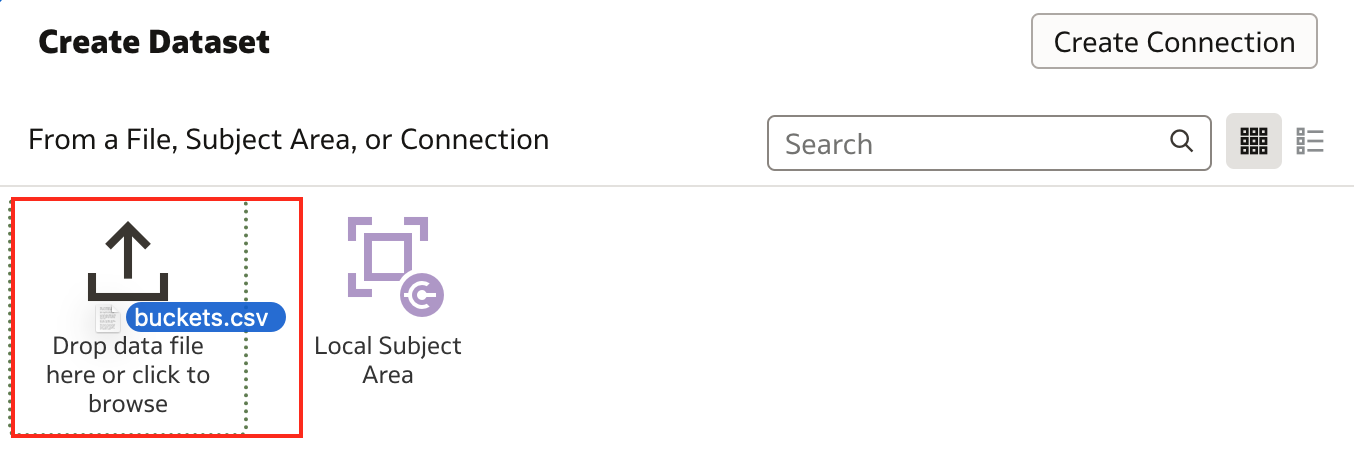 Create Dataset
Create Connection
From a File, Subject Area, or Connection
Search
buckets.csv
Drop data file
here or click to
browse
Local Subject
Area